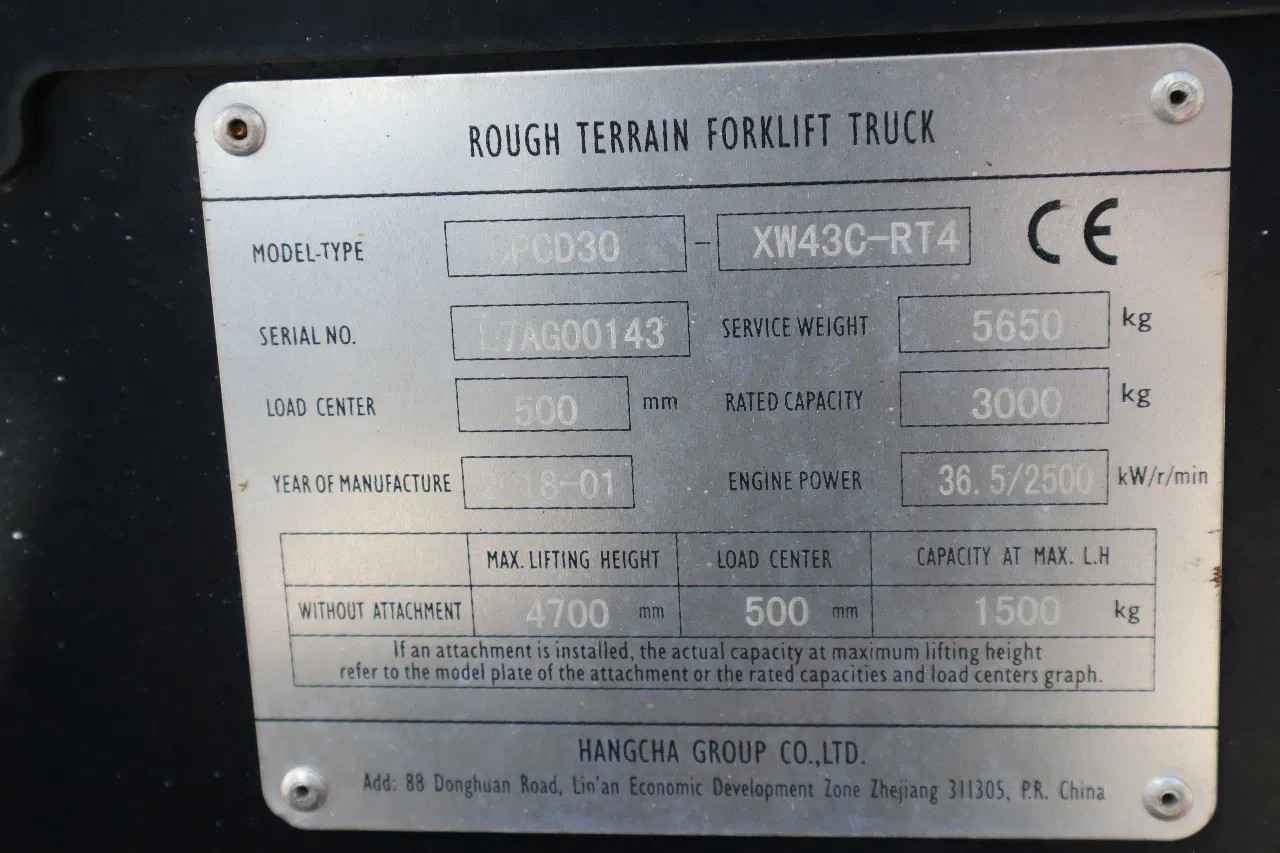 ROUGH TERRAIN FORKLIFT TRUCK
MODEL-TYPE PCD30 - XW43C-RT4 CE
SERIAL NO. 7AG00143 SERVICE WEIGHT 5650 kg
LOAD CENTER 500 mm RATED CAPACITY 3000 kg
YEAR OF MANUFACTURE 18-01 ENGINE POWER 36.5/2500 kW/r/min
MAX. LIFTING HEIGHT LOAD CENTER CAPACITY AT MAX. L.H
WITHOUT ATTACHMENT 4700 mm 500 mm 1500 kg
If an attachment is installed, the actual capacity at maximum lifting height
refer to the model plate of the attachment or the rated capacities and load centers graph.
HANGCHA GROUP CO.,LTD.
Add: 88 Donghuan Road, Lin'an Economic Development Zone Zhejiang 311305, P.R. China